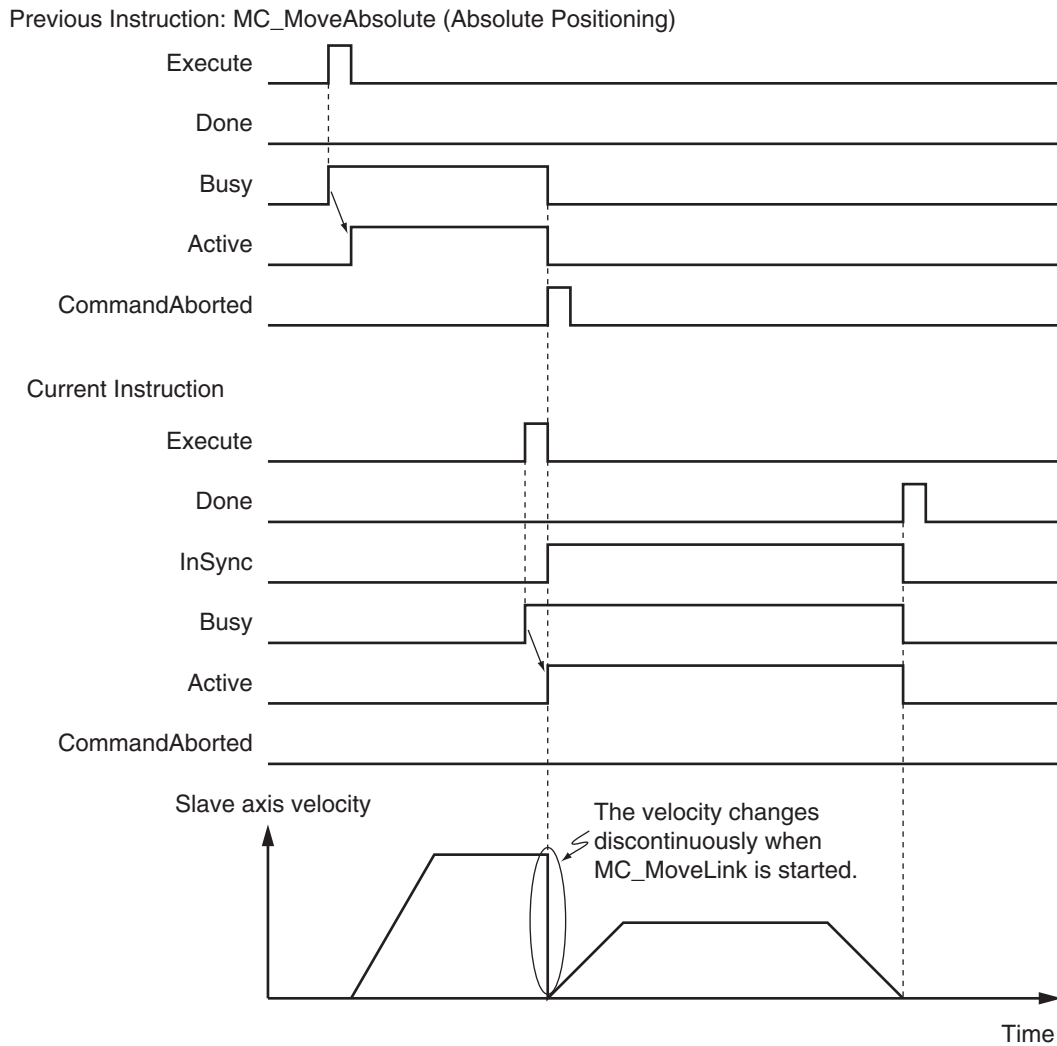 Previous Instruction: MC_MoveAbsolute (Absolute Positioning)
Execute
Done
Busy
Active
CommandAborted
Current Instruction
Execute
Done
InSync
Busy
Active
CommandAborted
Slave axis velocity
The velocity changes
discontinuously when
MC_MoveLink is started.
Time